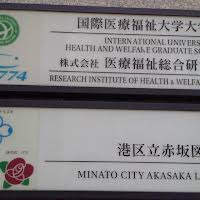 国際医療福祉大学大
INTERNATIONAL UNIVERS
HEALTH AND WELFARE GRADUATE S
株式会社 医療福祉総合研
RESEARCH INSTITUTE OF HEALTH & WELFA
774
港区立赤坂図
MINATO CITY AKASAKA L